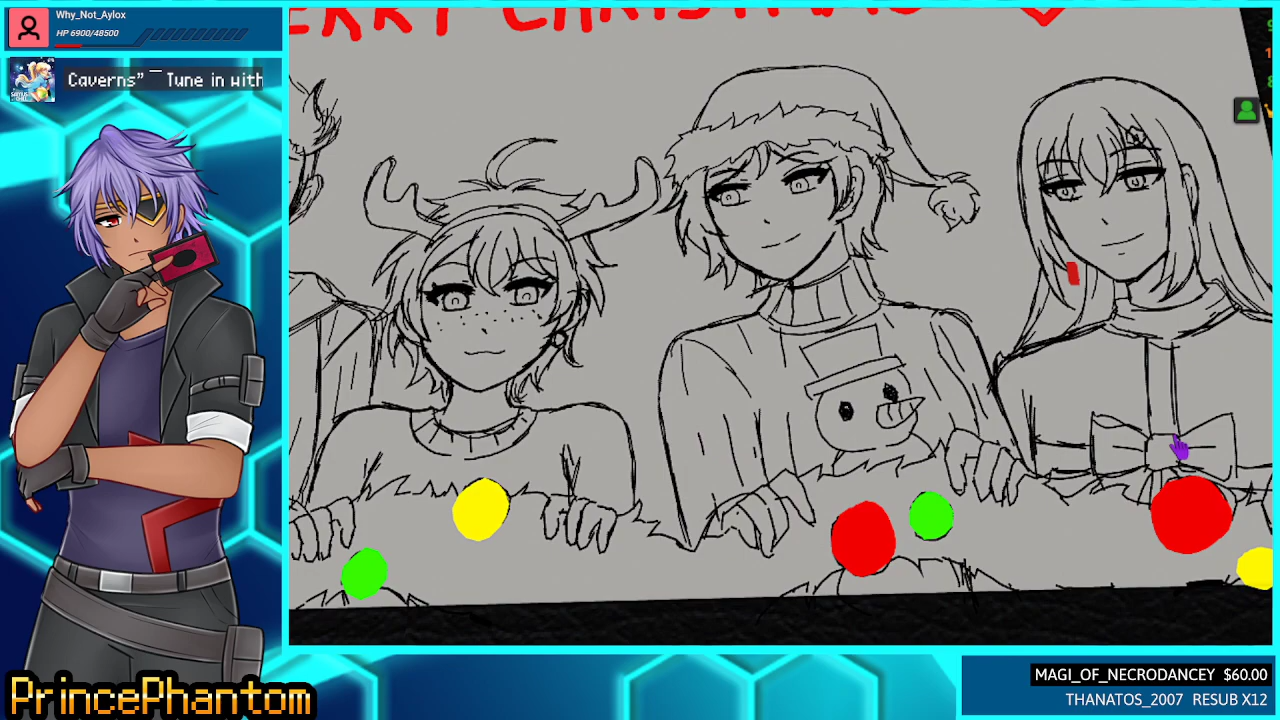 Why_Not_Aylox
HP 6900/48500
Caverns" ~ Tune in with
MAGI_OF_NECRODANCEY $60.00
THANATOS_2007 RESUB X12
PrincePhantom